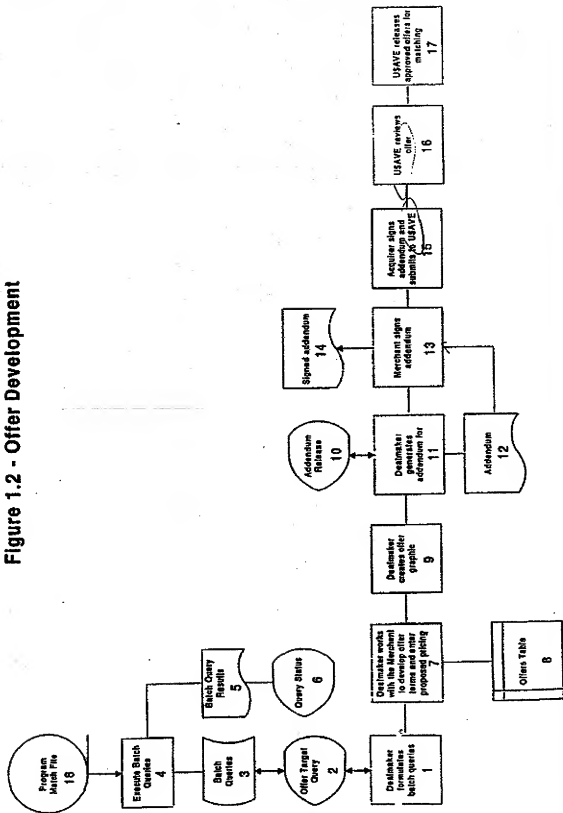 Figure 1.2 - Offer Development
Program
Match File
18
Execute Batch
Queries
4
Batch Query
Results
5
Batch
Queries
3
Query Status
6
Offer Target
Query
2
Dealmaker
formulates
batch queries
1
Dealmaker works
with the Merchant
to develop offer
terms and enter
proposed pricing
7
Offers Table
8
Dealmaker
creates offer
graphic
9
Addendum
Release
10
Dealmaker
generates
addendum for
11
Addendum
12
Signed addendum
14
Merchant signs
addendum
13
Acquirer signs
addendum and
submits to U$AVE
15
U$AVE reviews
offer
16
U$AVE releases
approved offers for
matching
17